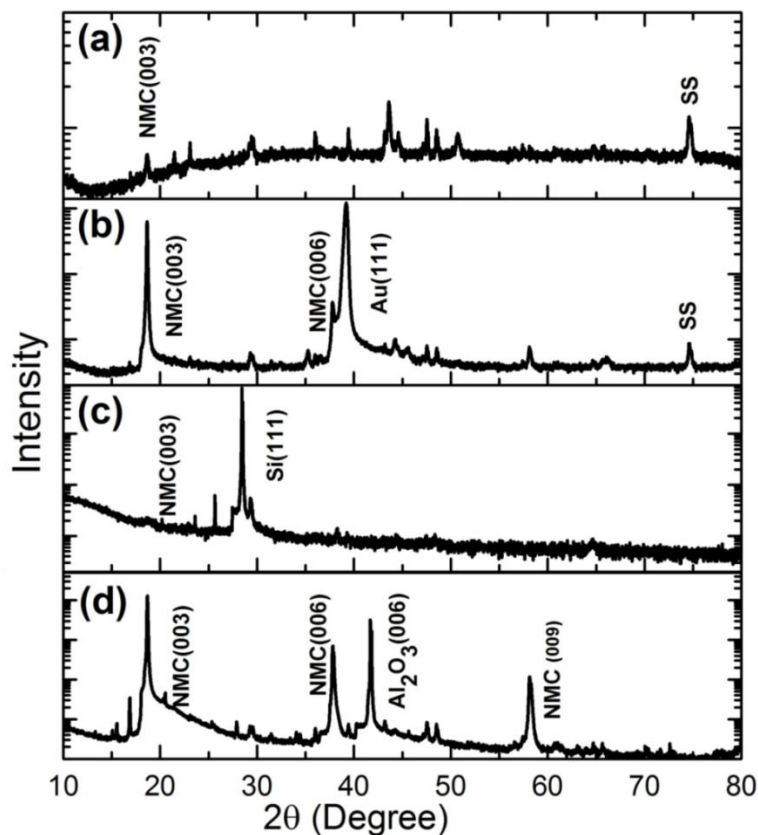 (a)
NMC(003)
SS
(b)
NMC(003)
NMC(006)
Au(111)
SS
(c)
NMC(003)
Si(111)
(d)
NMC(003)
NMC(006)
Al₂O₃(006)
NMC (009)
Intensity
10 20 30 40 50 60 70 80
2θ (Degree)